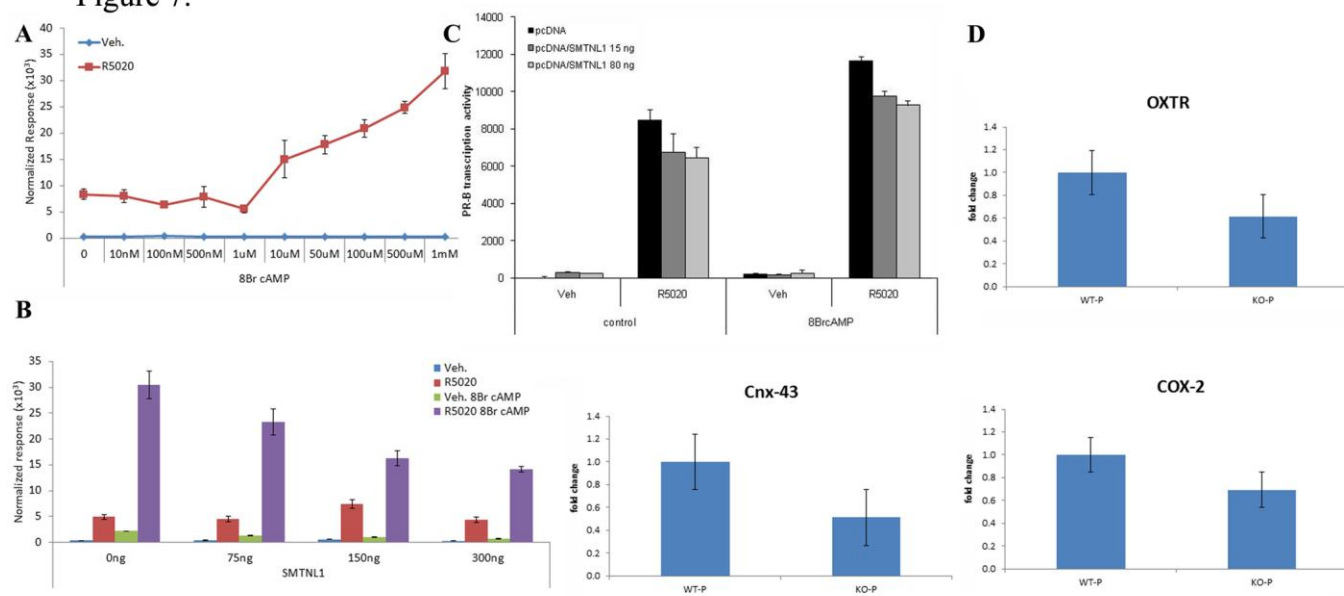 Figure 7.
A
40
35
30
25
20
15
10
5
0
Normalized Response (x10³)
Veh.
R5020
0 10nM 100nM 500nM 1uM 10uM 50uM 100uM 500uM 1mM
8Br cAMP
B
35
30
25
20
15
10
5
0
Normalized response (x10³)
Veh.
R5020
Veh. 8Br cAMP
R5020 8Br cAMP
0ng 75ng 150ng 300ng
SMTNL1
C
14000
12000
10000
8000
6000
4000
2000
0
PR-B transcription activity
pcDNA
pcDNA/SMTNL1 15 ng
pcDNA/SMTNL1 80 ng
Veh R5020 Veh R5020
control 8BrcAMP
D
OXTR
1.4
1.2
1.0
0.8
0.6
0.4
0.2
0.0
fold change
WT-P KO-P
Cnx-43
1.4
1.2
1.0
0.8
0.6
0.4
0.2
0.0
fold change
WT-P KO-P
COX-2
1.4
1.2
1.0
0.8
0.6
0.4
0.2
0.0
fold change
WT-P KO-P